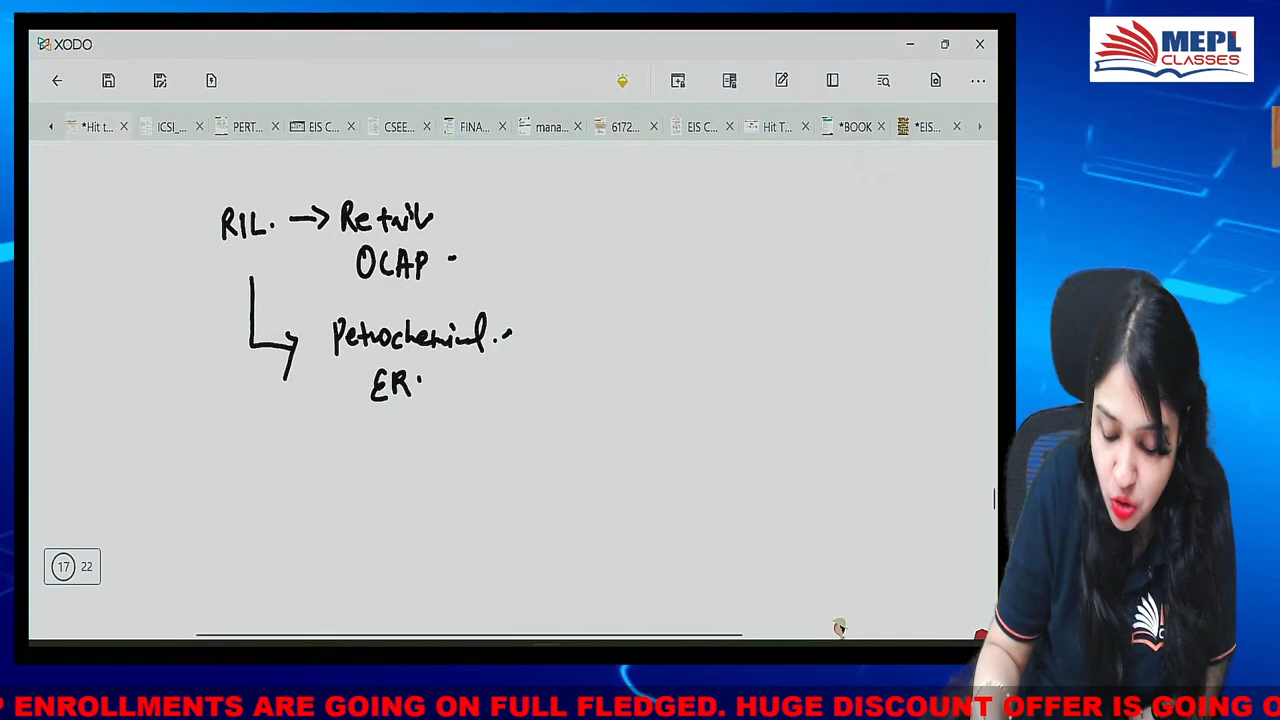 XODO
MEPL
CLASSES
*Hit t...
ICSI_...
PERT...
EIS C...
CSEE...
FINA...
mana...
6172...
EIS C...
Hit T...
*BOOK
*EIS...
RIL. → Retail
OCAP
Petrochemical.
ER
17 22
P ENROLLMENTS ARE GOING ON FULL FLEDGED. HUGE DISCOUNT OFFER IS GOING O